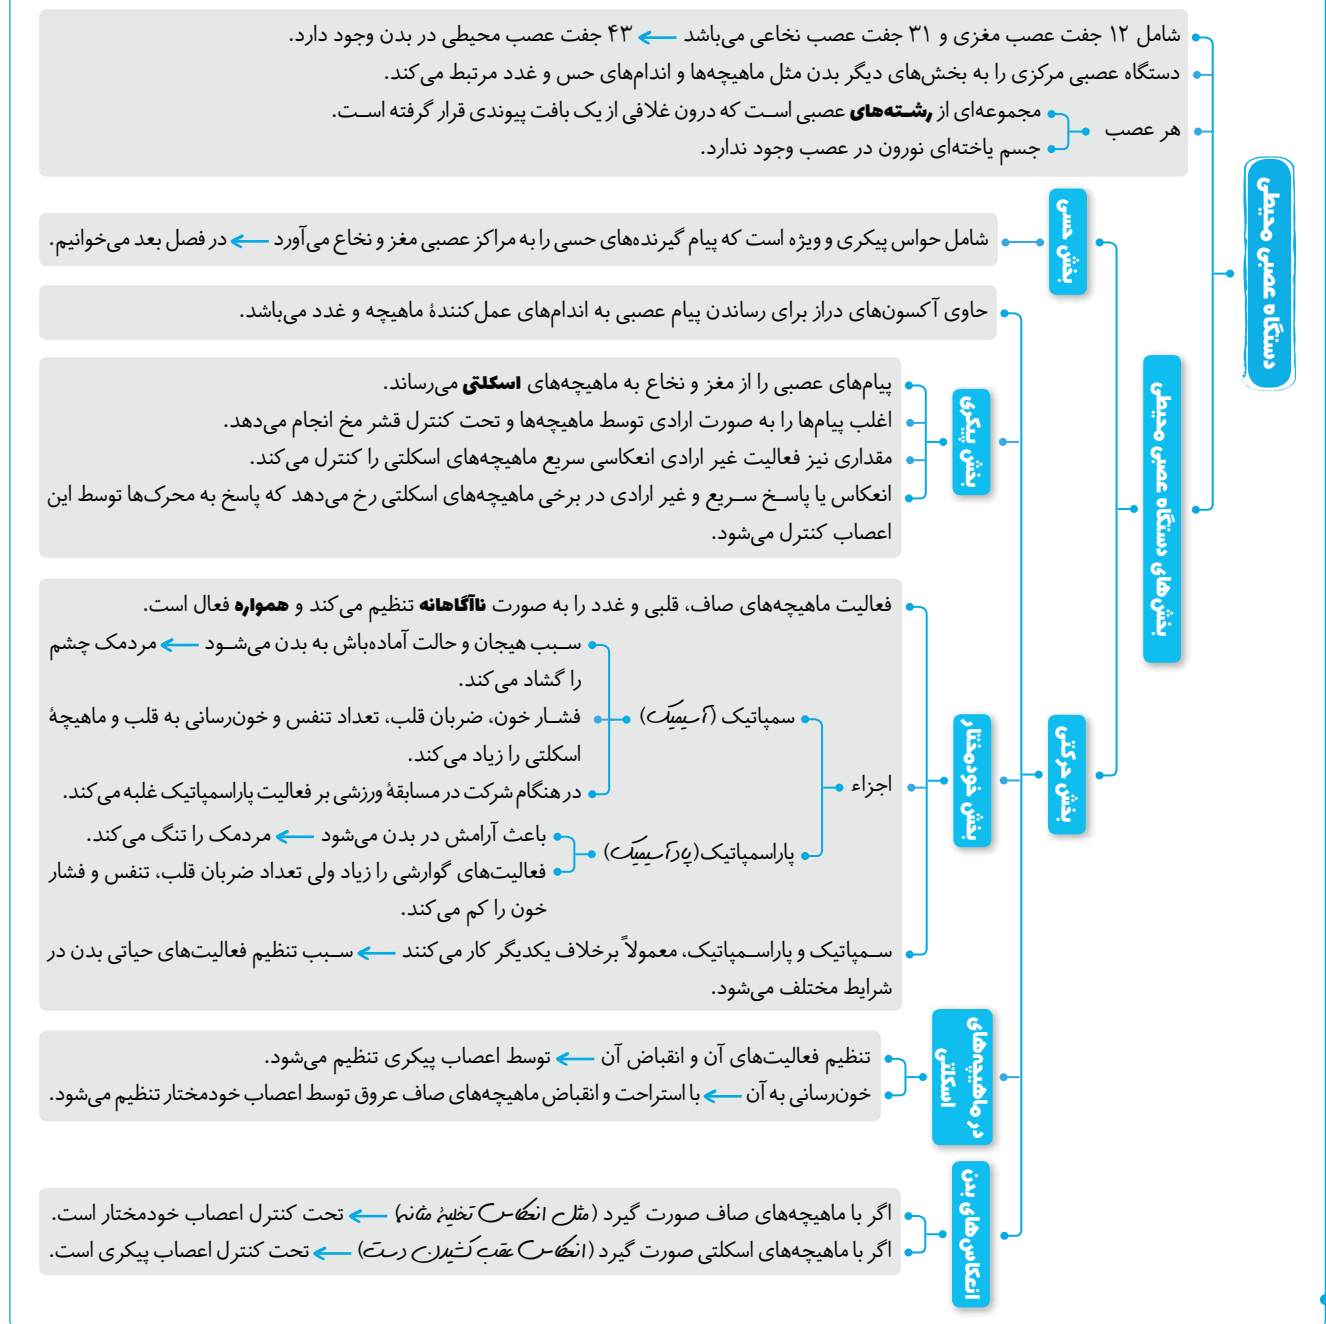 دستگاه عصبی محیطی
شامل ۱۲ جفت عصب مغزی و ۳۱ جفت عصب نخاعی می‌باشد ← ۴۳ جفت عصب محیطی در بدن وجود دارد.
دستگاه عصبی مرکزی را به بخش‌های دیگر بدن مثل ماهیچه‌ها و اندام‌های حس و غدد مرتبط می‌کند.
هر عصب
مجموعه‌ای از رشته‌های عصبی است که درون غلافی از یک بافت پیوندی قرار گرفته است.
جسم یاخته‌ای نورون در عصب وجود ندارد.
بخش‌های دستگاه عصبی محیطی
بخش حسی
شامل حواس پیکری و ویژه است که پیام گیرنده‌های حسی را به مراکز عصبی مغز و نخاع می‌آورد ← در فصل بعد می‌خوانیم.
بخش حرکتی
حاوی آکسون‌های دراز برای رساندن پیام عصبی به اندام‌های عمل‌کنندهٔ ماهیچه و غدد می‌باشد.
بخش پیکری
پیام‌های عصبی را از مغز و نخاع به ماهیچه‌های اسکلتی می‌رساند.
اغلب پیام‌ها را به صورت ارادی توسط ماهیچه‌ها و تحت کنترل قشر مخ انجام می‌دهد.
مقداری نیز فعالیت غیر ارادی انعکاسی سریع ماهیچه‌های اسکلتی را کنترل می‌کند.
انعکاس یا پاسخ سریع و غیر ارادی در برخی ماهیچه‌های اسکلتی رخ می‌دهد که پاسخ به محرک‌ها توسط این
اعصاب کنترل می‌شود.
بخش خودمختار
فعالیت ماهیچه‌های صاف، قلبی و غدد را به صورت ناآگاهانه تنظیم می‌کند و همواره فعال است.
اجزاء
سمپاتیک (آسیمیک)
سبب هیجان و حالت آماده‌باش به بدن می‌شود ← مردمک چشم
را گشاد می‌کند.
فشار خون، ضربان قلب، تعداد تنفس و خون‌رسانی به قلب و ماهیچهٔ
اسکلتی را زیاد می‌کند.
در هنگام شرکت در مسابقهٔ ورزشی بر فعالیت پاراسمپاتیک غلبه می‌کند.
پاراسمپاتیک (پادآسیمیک)
باعث آرامش در بدن می‌شود ← مردمک را تنگ می‌کند.
فعالیت‌های گوارشی را زیاد ولی تعداد ضربان قلب، تنفس و فشار
خون را کم می‌کند.
سمپاتیک و پاراسمپاتیک، معمولاً برخلاف یکدیگر کار می‌کنند ← سبب تنظیم فعالیت‌های حیاتی بدن در
شرایط مختلف می‌شود.
در ماهیچه‌های
اسکلتی
تنظیم فعالیت‌های آن و انقباض آن ← توسط اعصاب پیکری تنظیم می‌شود.
خون‌رسانی به آن ← با استراحت و انقباض ماهیچه‌های صاف عروق توسط اعصاب خودمختار تنظیم می‌شود.
انعکاس‌های بدن
اگر با ماهیچه‌های صاف صورت گیرد (مثل انعکاس تخلیهٔ مثانه) ← تحت کنترل اعصاب خودمختار است.
اگر با ماهیچه‌های اسکلتی صورت گیرد (انعکاس عقب کشیدن دست) ← تحت کنترل اعصاب پیکری است.